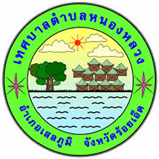 เทศบาลตำบลหนองหลวง
อำเภอเสลภูมิ จังหวัดร้อยเอ็ด